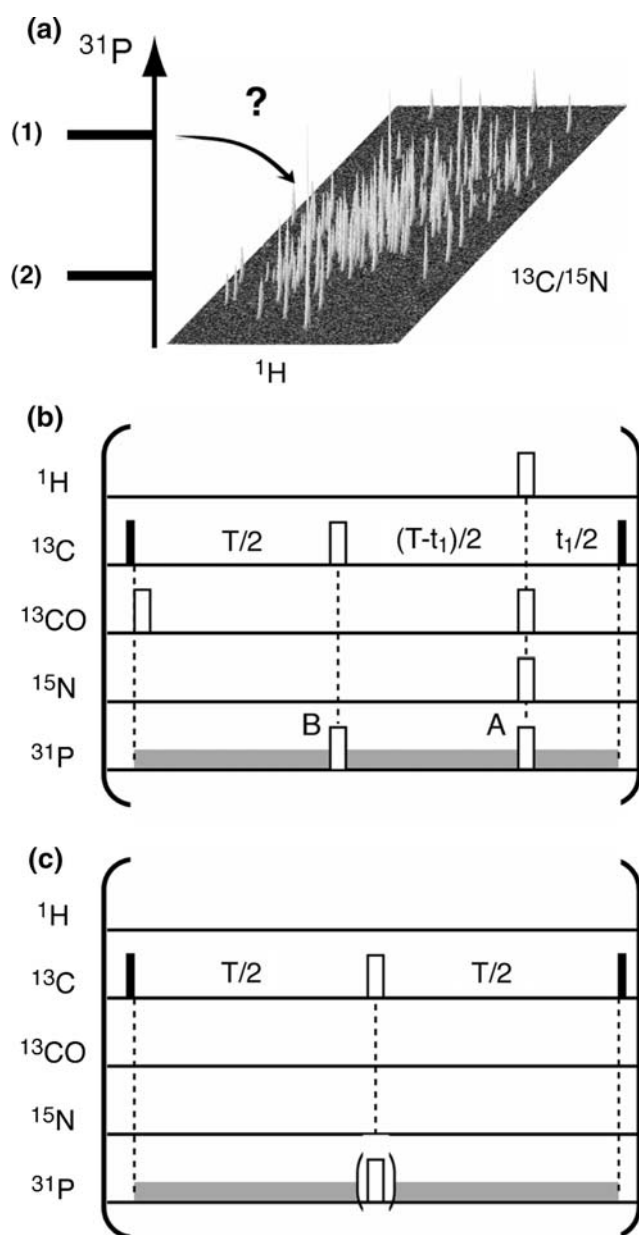 (a)
31P
(1)
?
(2)
13C/15N
1H
(b)
1H
13C T/2 (T-t1)/2 t1/2
13CO
15N
31P B A
(c)
1H
13C T/2 T/2
13CO
15N
31P ( )